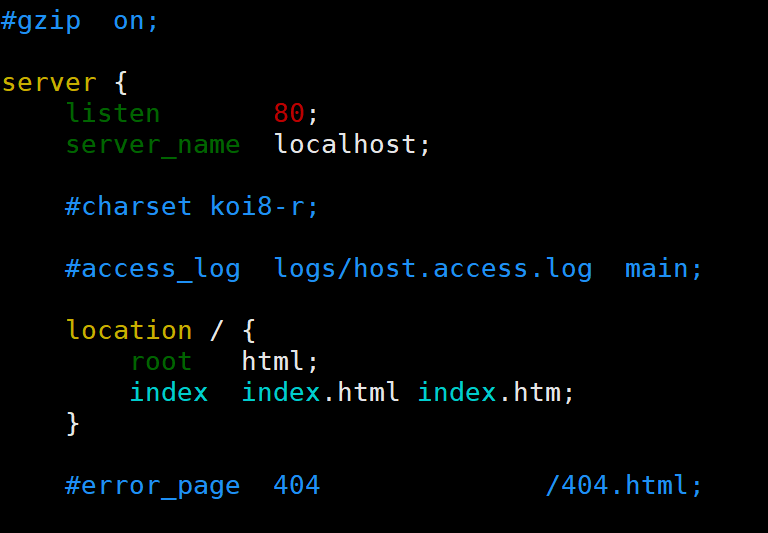 #gzip  on;
server {
    listen       80;
    server_name  localhost;
    #charset koi8-r;
    #access_log  logs/host.access.log  main;
    location / {
        root   html;
        index  index.html index.htm;
    }
    #error_page  404              /404.html;